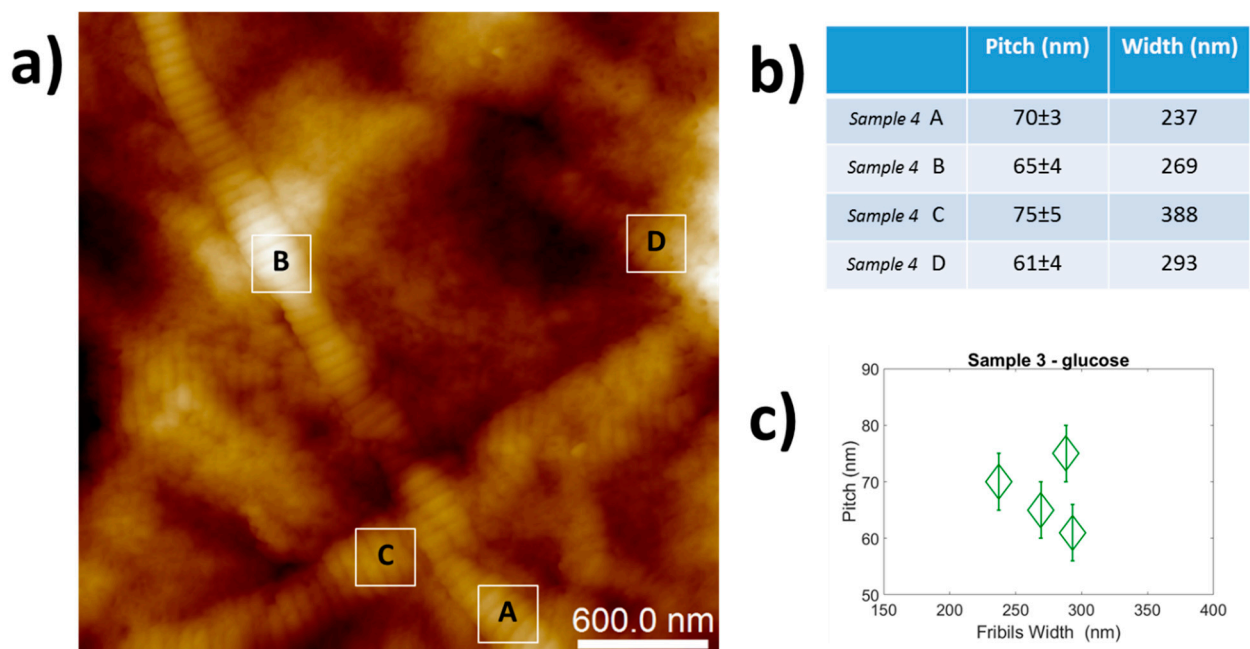 a)
B
D
C
A
600.0 nm
b)
Pitch (nm) Width (nm)
Sample 4 A 70±3 237
Sample 4 B 65±4 269
Sample 4 C 75±5 388
Sample 4 D 61±4 293
c)
Sample 3 - glucose
90
80
70
60
50
Pitch (nm)
150 200 250 300 350 400
Fribils Width (nm)